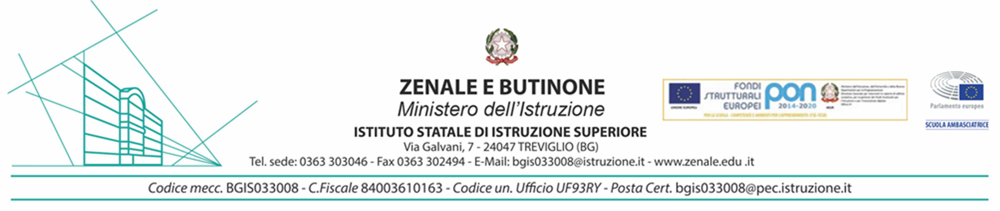 ZENALE E BUTINONE
Ministero dell'Istruzione
ISTITUTO STATALE DI ISTRUZIONE SUPERIORE
Via Galvani, 7 - 24047 TREVIGLIO (BG)
Tel. sede: 0363 303046 - Fax 0363 302494 - E-Mail: bgis033008@istruzione.it - www.zenale.edu .it
Codice mecc. BGIS033008 - C.Fiscale 84003610163 - Codice un. Ufficio UF93RY - Posta Cert. bgis033008@pec.istruzione.it
UNIONE EUROPEA
FONDI
STRUTTURALI
EUROPEI
pon
2014-2020
MIUR
PER LA SCUOLA - COMPETENZE E AMBIENTI PER L'APPRENDIMENTO (FSE-FESR)
Parlamento europeo
SCUOLA AMBASCIATRICE